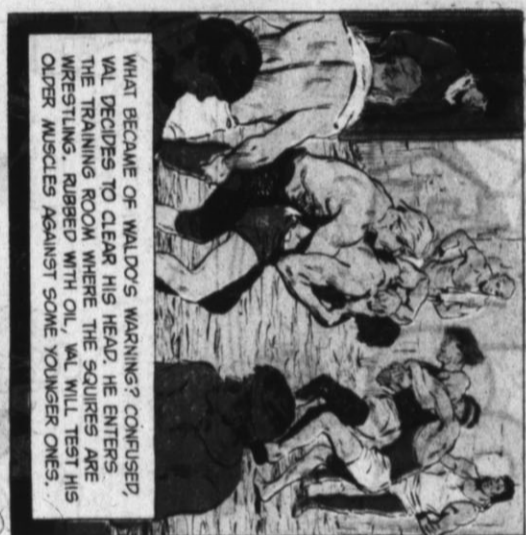 WHAT BECAME OF WALDO'S WARNING? CONFUSED,
VAL DECIDES TO CLEAR HIS HEAD. HE ENTERS
THE TRAINING ROOM WHERE THE SQUIRES ARE
WRESTLING. RUBBED WITH OIL, VAL WILL TEST HIS
OLDER MUSCLES AGAINST SOME YOUNGER ONES.